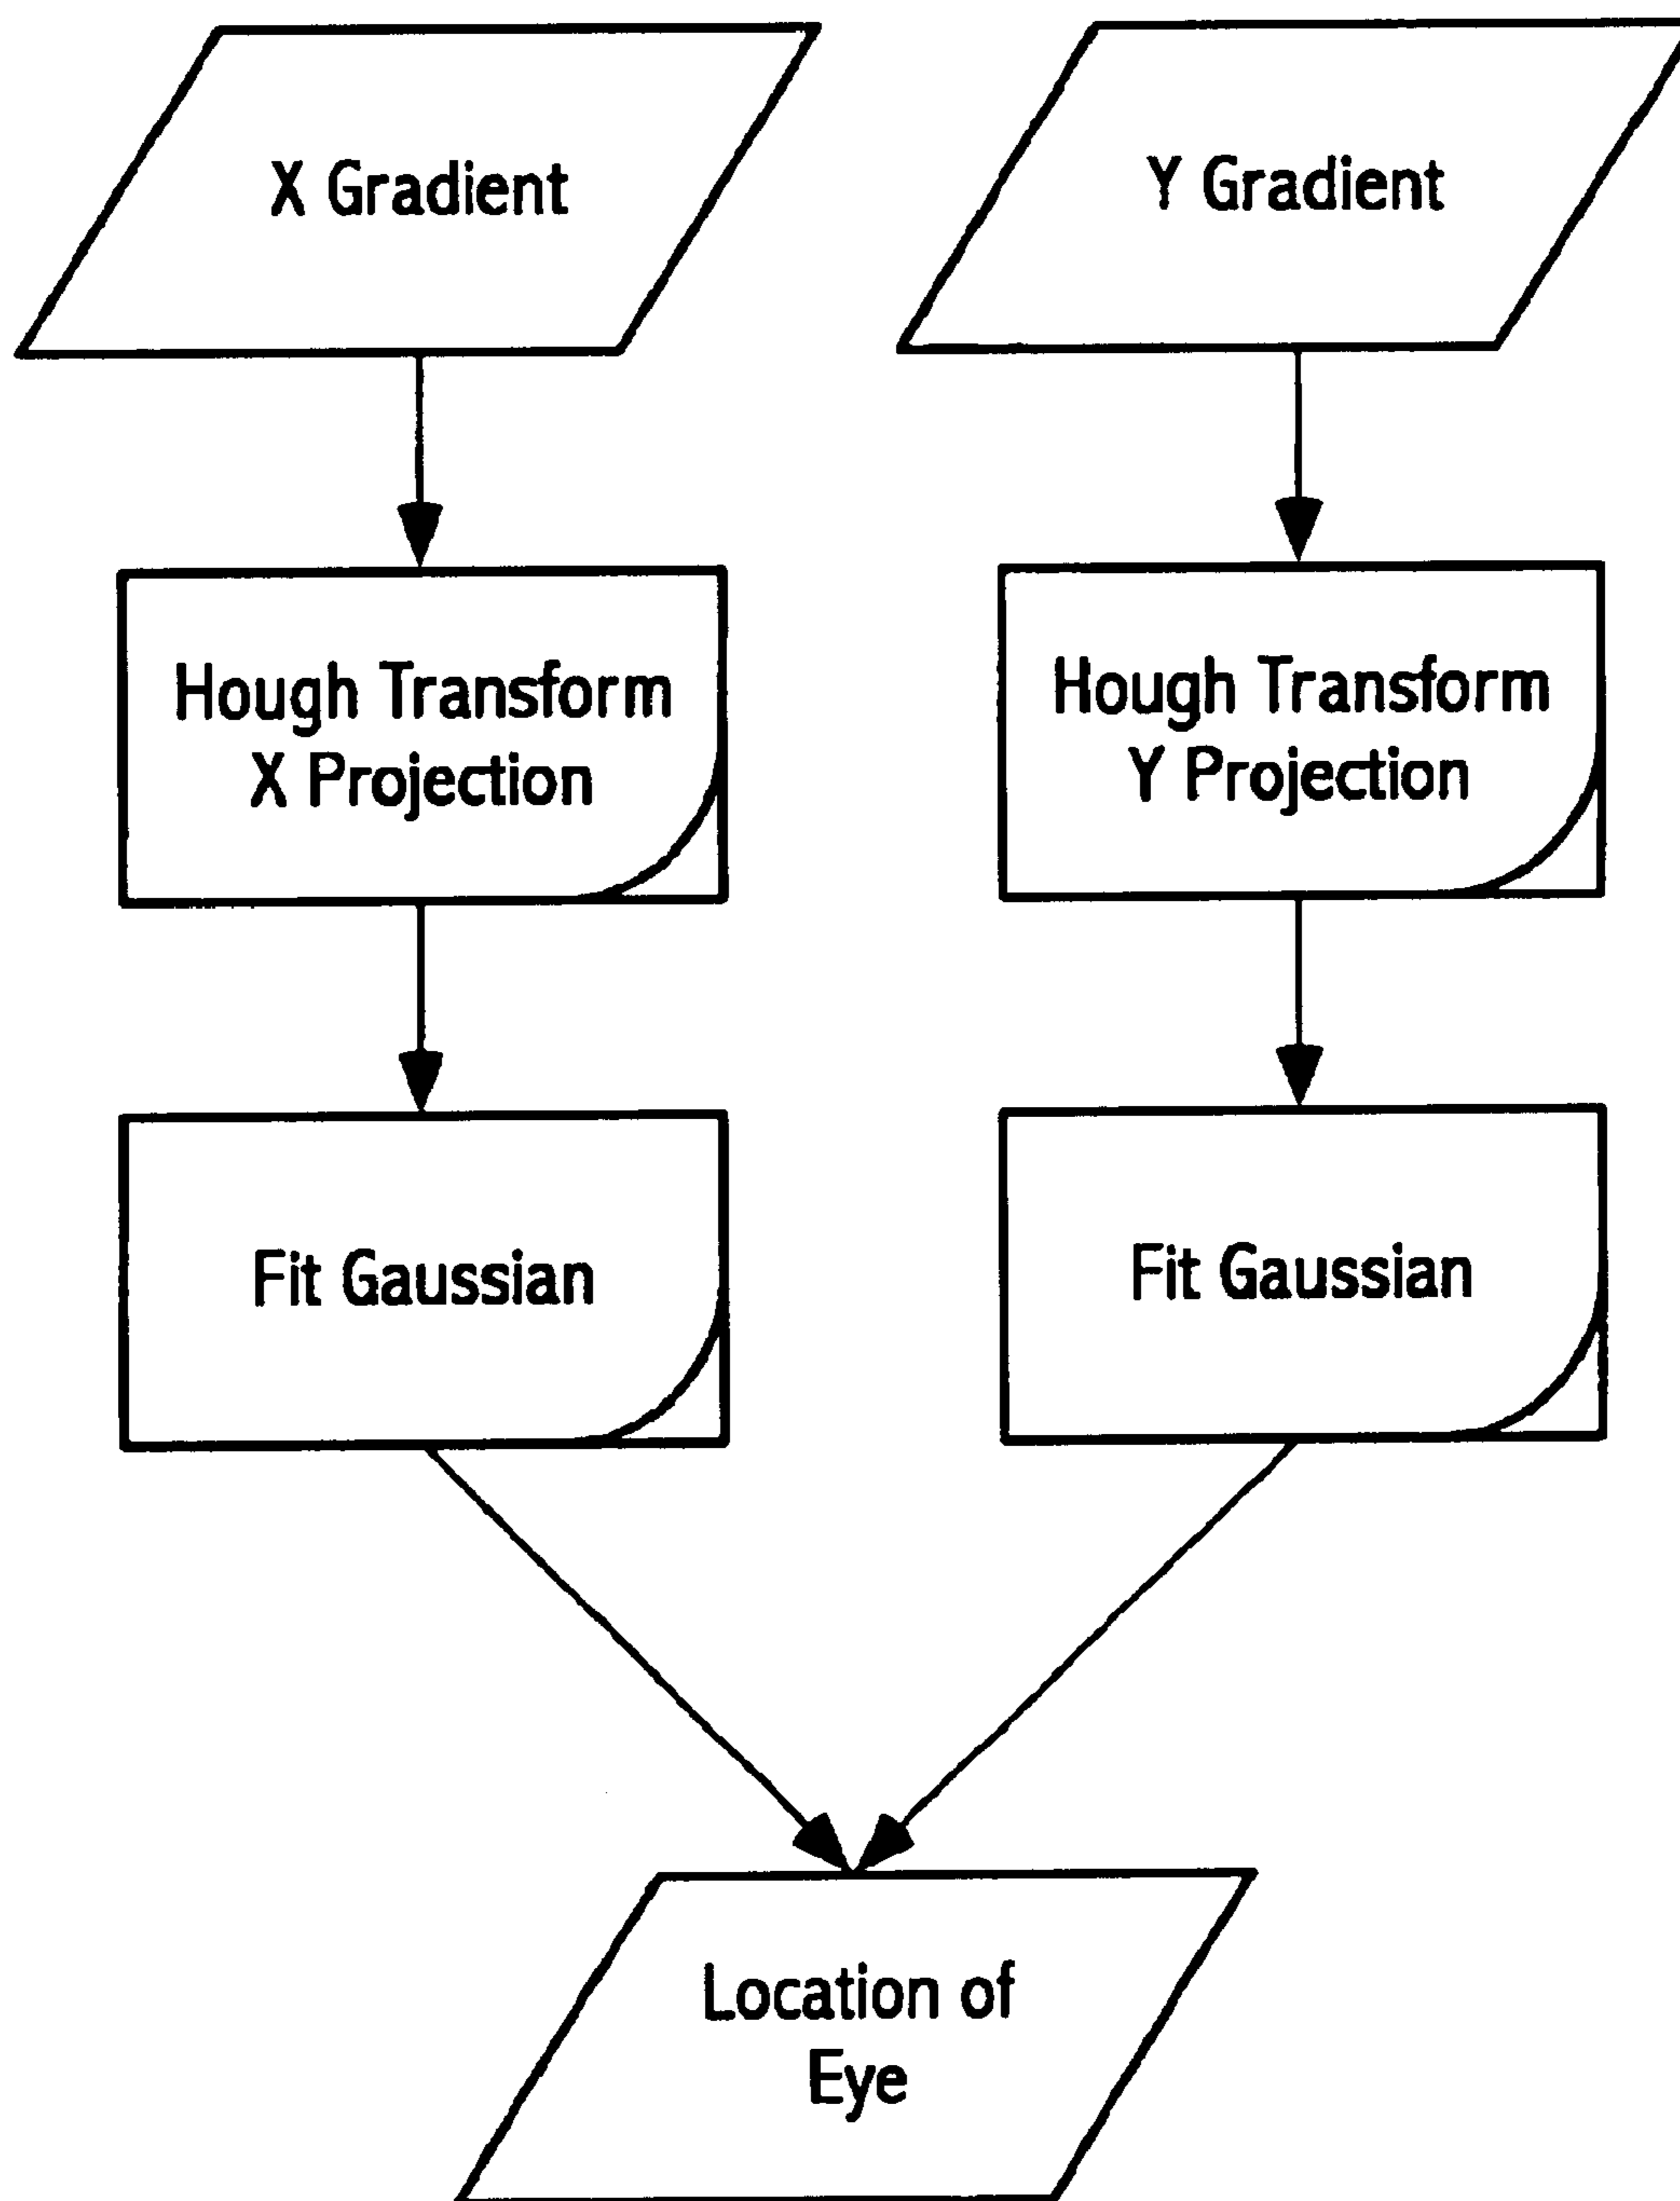 X Gradient
Y Gradient
Hough Transform
X Projection
Hough Transform
Y Projection
Fit Gaussian
Fit Gaussian
Location of
Eye